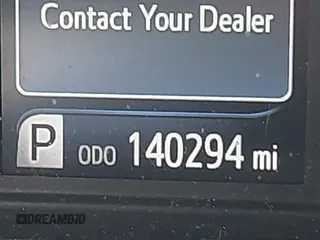 Contact Your Dealer
P ODO 140294 mi
DREAMBID